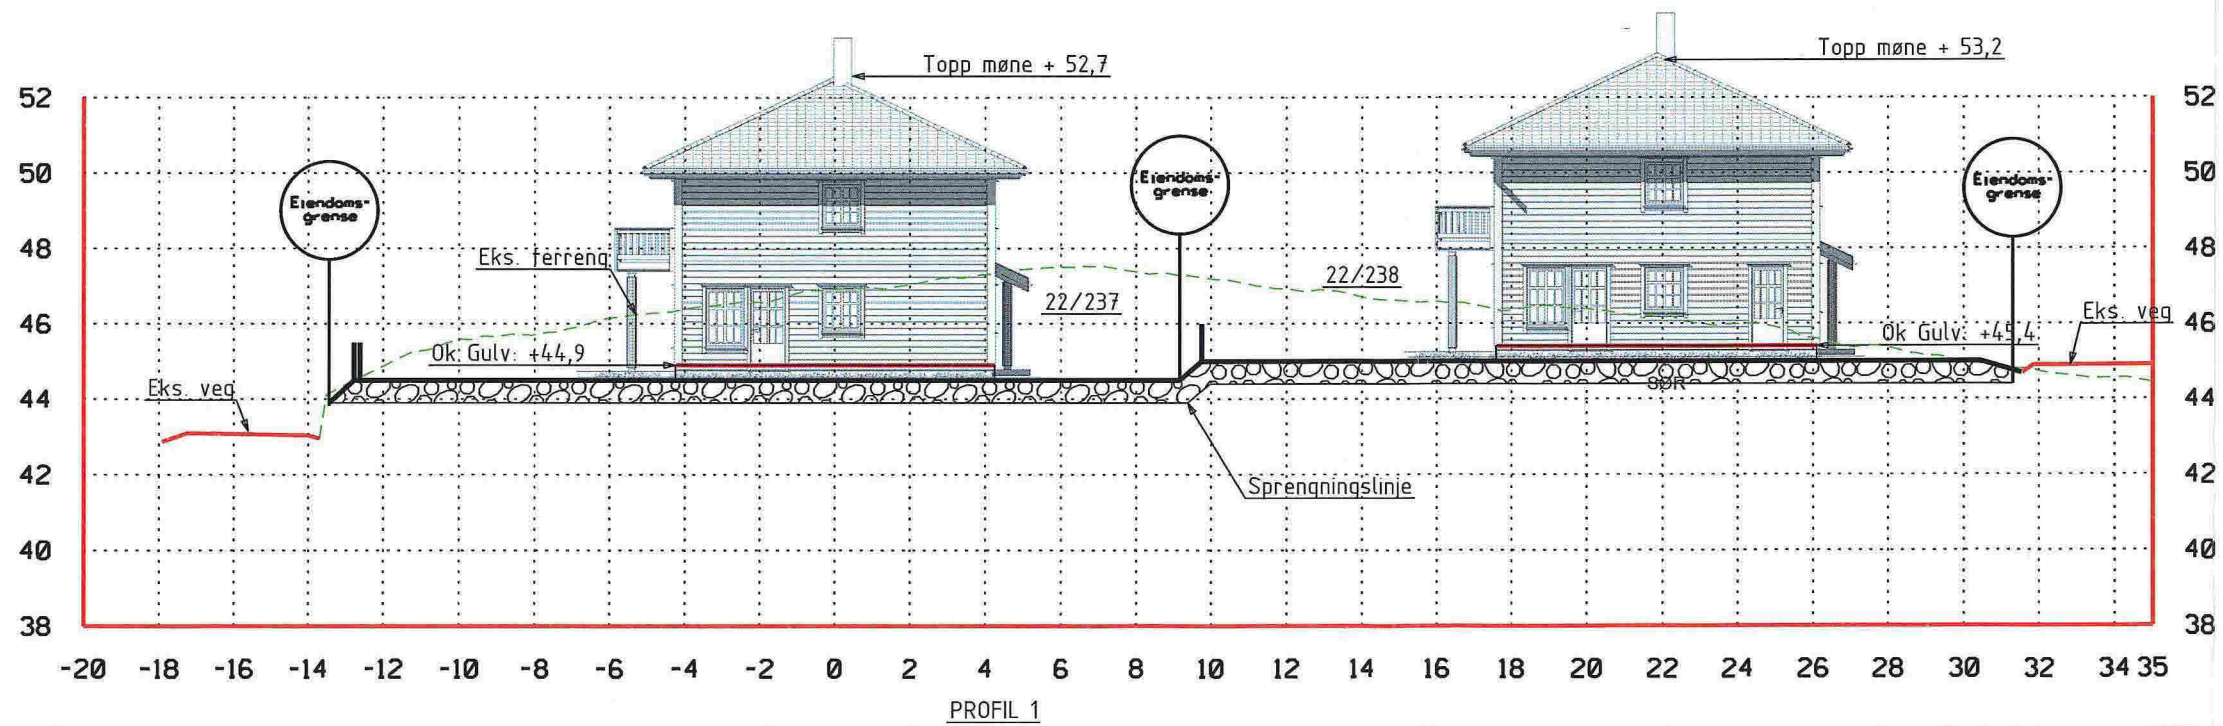 Topp møne + 52,7
Topp møne + 53,2
52
52
50
50
48
48
46
46
44
44
42
42
40
40
38
38
Eiendoms-
grense
Eiendoms-
grense
Eiendoms-
grense
Eks. terreng
22/237
22/238
Eks. veg
Ok Gulv: +44,9
Ok Gulv: +45,4
Eks. veg
SØR
Sprengningslinje
-20 -18 -16 -14 -12 -10 -8 -6 -4 -2 0 2 4 6 8 10 12 14 16 18 20 22 24 26 28 30 32 34 35
PROFIL 1